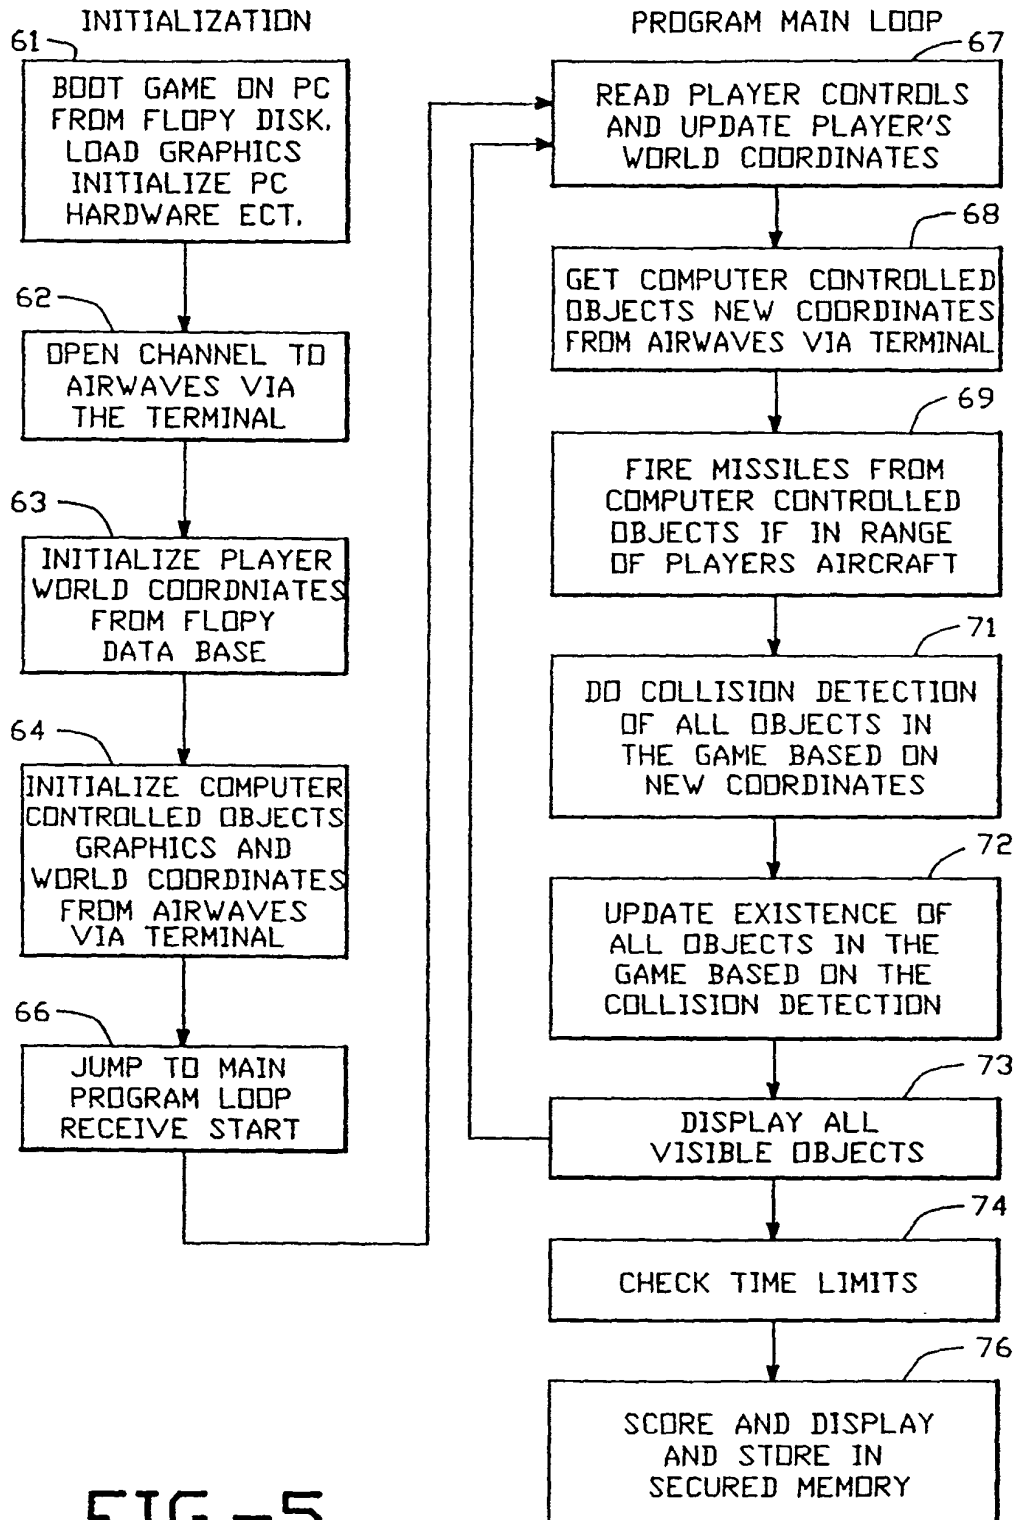 INITIALIZATION
61
BOOT GAME ON PC
FROM FLOPY DISK.
LOAD GRAPHICS
INITIALIZE PC
HARDWARE ECT.
62
OPEN CHANNEL TO
AIRWAVES VIA
THE TERMINAL
63
INITIALIZE PLAYER
WORLD COORDNIATES
FROM FLOPY
DATA BASE
64
INITIALIZE COMPUTER
CONTROLLED OBJECTS
GRAPHICS AND
WORLD COORDINATES
FROM AIRWAVES
VIA TERMINAL
66
JUMP TO MAIN
PROGRAM LOOP
RECEIVE START
PROGRAM MAIN LOOP
67
READ PLAYER CONTROLS
AND UPDATE PLAYER'S
WORLD COORDINATES
68
GET COMPUTER CONTROLLED
OBJECTS NEW COORDINATES
FROM AIRWAVES VIA TERMINAL
69
FIRE MISSILES FROM
COMPUTER CONTROLLED
OBJECTS IF IN RANGE
OF PLAYERS AIRCRAFT
71
DO COLLISION DETECTION
OF ALL OBJECTS IN
THE GAME BASED ON
NEW COORDINATES
72
UPDATE EXISTENCE OF
ALL OBJECTS IN THE
GAME BASED ON THE
COLLISION DETECTION
73
DISPLAY ALL
VISIBLE OBJECTS
74
CHECK TIME LIMITS
76
SCORE AND DISPLAY
AND STORE IN
SECURED MEMORY
FIG.-5